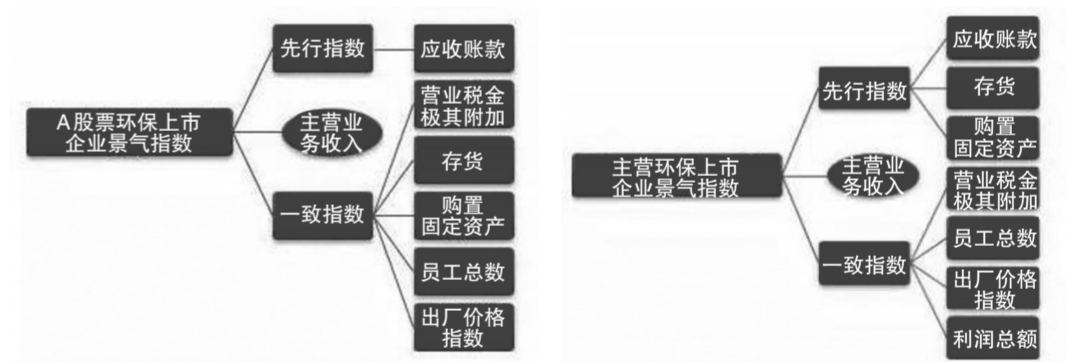 A股票环保上市
企业景气指数
先行指数
应收账款
主营业
务收入
一致指数
营业税金
极其附加
存货
购置
固定资产
员工总数
出厂价格
指数
主营环保上市
企业景气指数
先行指数
应收账款
存货
购置
固定资产
主营业
务收入
一致指数
营业税金
极其附加
员工总数
出厂价格
指数
利润总额